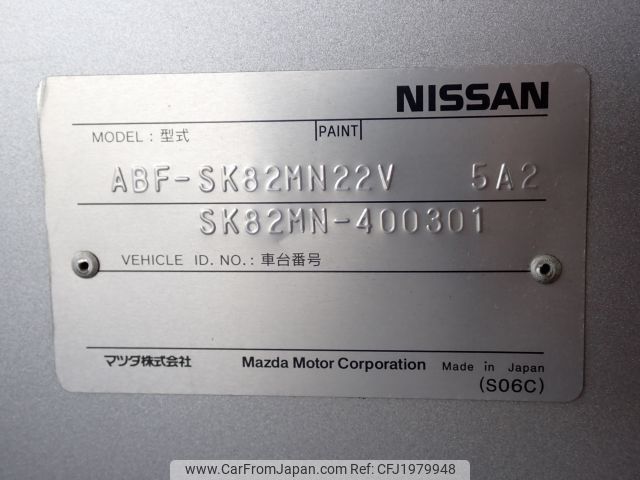 NISSAN
MODEL : 型式 PAINT
ABF-SK82MN22V 5A2
SK82MN-400301
VEHICLE ID. NO. : 車台番号
マツダ株式会社 Mazda Motor Corporation Made in Japan
(S06C)
www.CarFromJapan.com Ref No: CFJ1979948